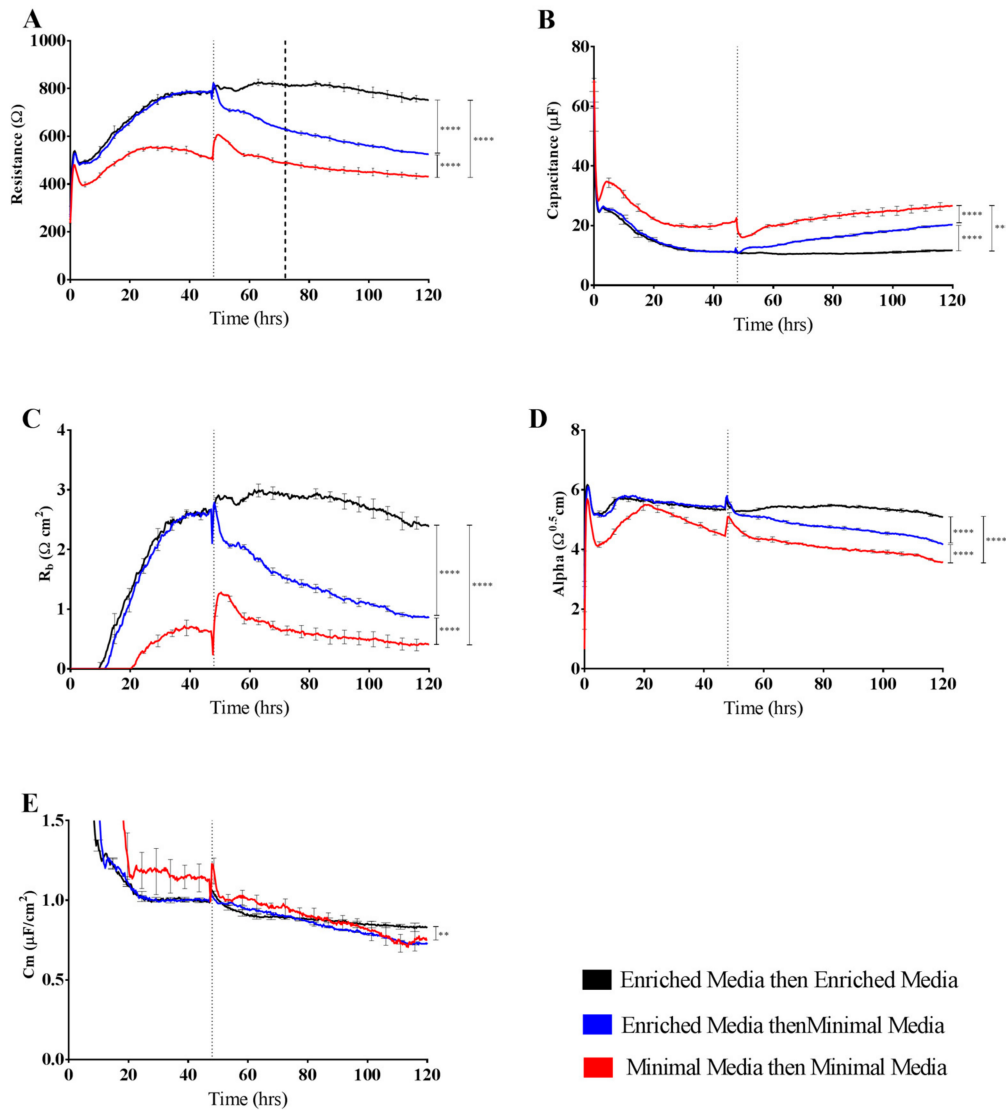 A
1000
800
600
400
200
0
Resistance (Ω)
0 20 40 60 80 100 120
Time (hrs)
****
****
****
B
80
60
40
20
0
Capacitance (μF)
0 20 40 60 80 100 120
Time (hrs)
****
****
**
C
4
3
2
1
0
Rb (Ω cm²)
0 20 40 60 80 100 120
Time (hrs)
****
****
****
D
8
6
4
2
0
Alpha (Ω^0.5 cm)
0 20 40 60 80 100 120
Time (hrs)
****
****
****
E
1.5
1.0
0.5
0.0
Cm (μF/cm²)
0 20 40 60 80 100 120
Time (hrs)
**
Enriched Media then Enriched Media
Enriched Media thenMinimal Media
Minimal Media then Minimal Media